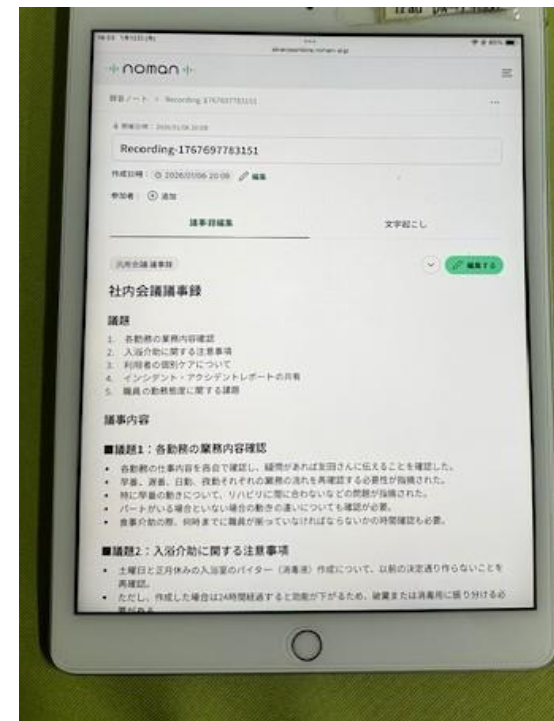 noman
録音ノート > Recording-1767697783151
...
Recording-1767697783151
作成日時： 2026/01/06 20:09 編集
参加者： 追加
議事録編集
文字起こし
汎用会議 議事録
編集する
社内会議議事録
議題
1. 各勤務の業務内容確認
2. 入浴介助に関する注意事項
3. 利用者の個別ケアについて
4. インシデント・アクシデントレポートの共有
5. 職員の勤務態度に関する課題
議事内容
■議題1：各勤務の業務内容確認
• 各勤務の仕事内容を各自で確認し、疑問があれば友田さんに伝えることを確認した。
• 早番、遅番、日勤、夜勤それぞれの業務の流れを再確認する必要性が指摘された。
• 特に早番の動きについて、リハビリに間に合わないなどの問題が指摘された。
• パートがいる場合といない場合の動きの違いについても確認が必要。
• 食事介助の際、何時までに職員が揃っていなければならないかの時間確認も必要。
■議題2：入浴介助に関する注意事項
• 土曜日と正月休みの入浴室のバイター（消毒液）作成について、以前の決定通り作らないことを
再確認。
• ただし、作成した場合は24時間経過すると効能が下がるため、破棄または消毒用に振り分ける必
要がある